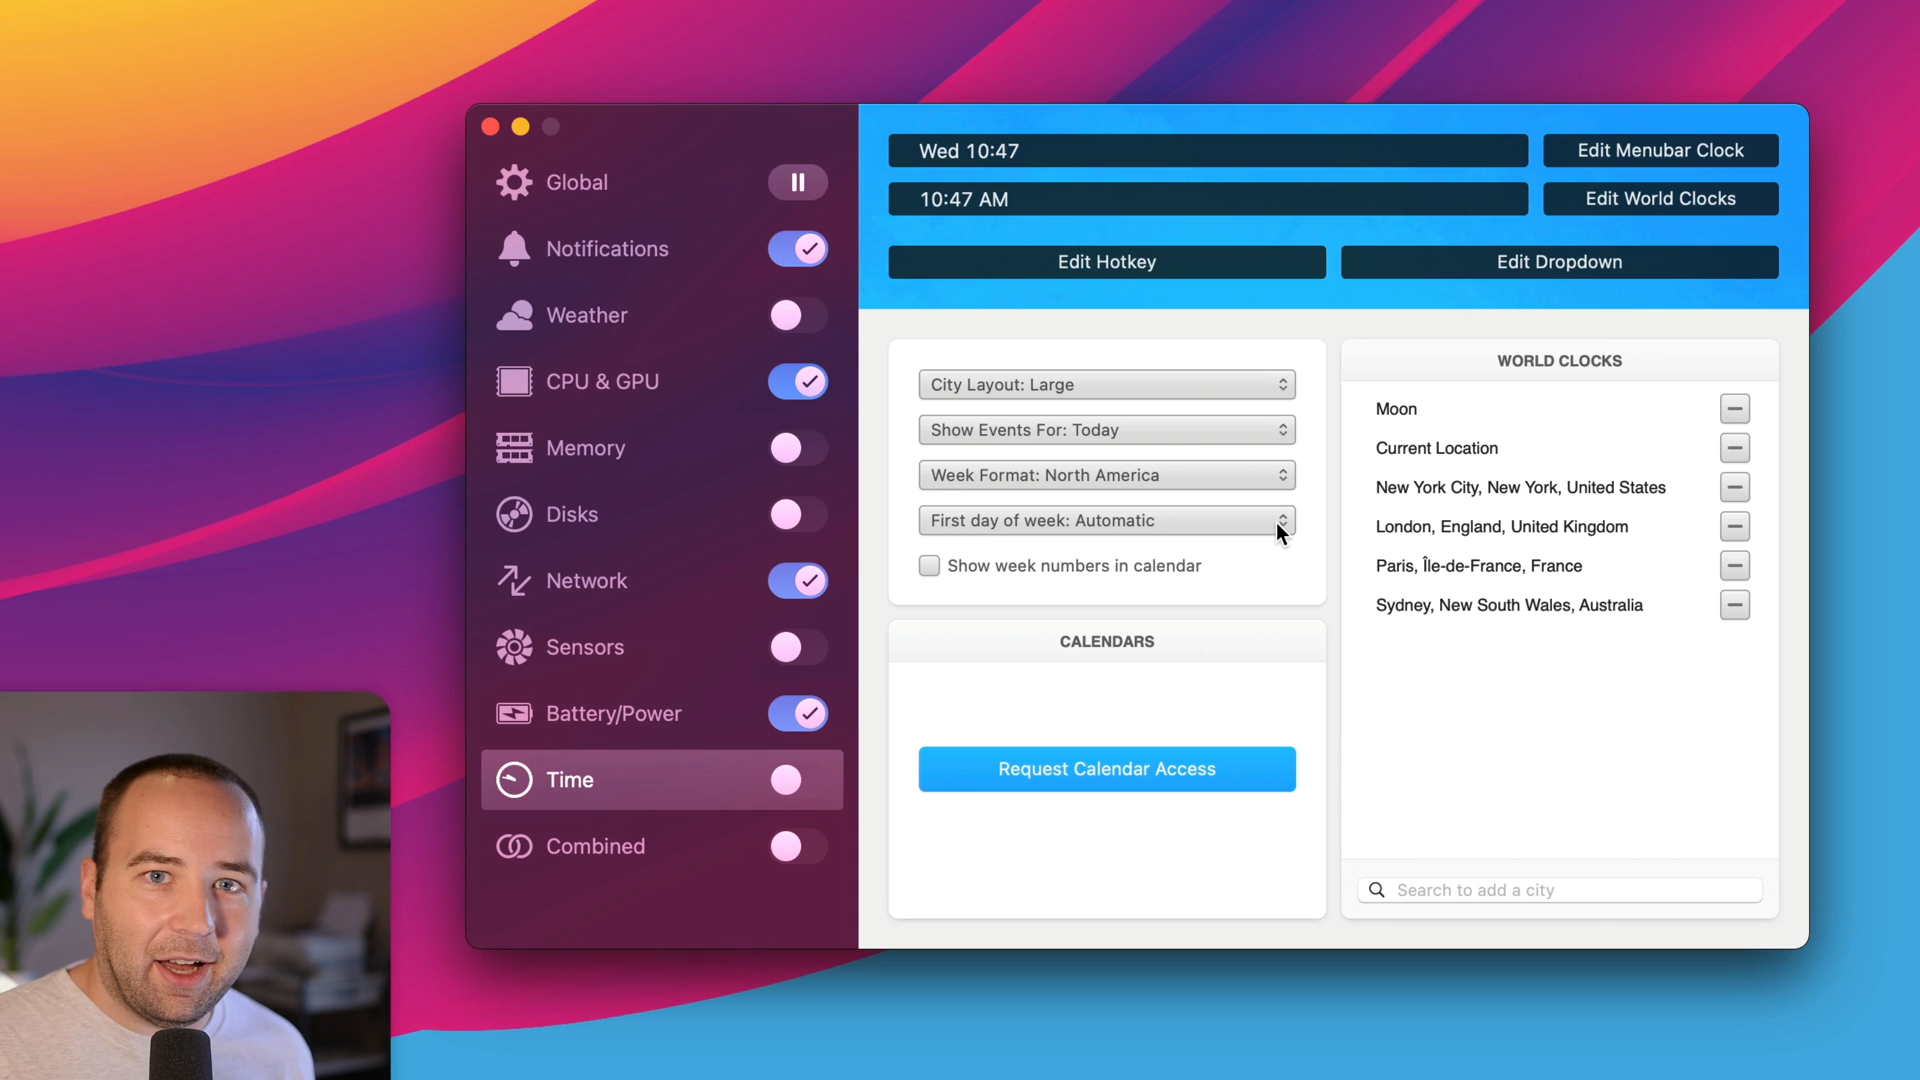 Global
Notifications
Weather
CPU & GPU
Memory
Disks
Network
Sensors
Battery/Power
Time
Combined
Wed 10:47
Edit Menubar Clock
10:47 AM
Edit World Clocks
Edit Hotkey
Edit Dropdown
City Layout: Large
Show Events For: Today
Week Format: North America
First day of week: Automatic
Show week numbers in calendar
CALENDARS
Request Calendar Access
WORLD CLOCKS
Moon
Current Location
New York City, New York, United States
London, England, United Kingdom
Paris, Île-de-France, France
Sydney, New South Wales, Australia
Search to add a city